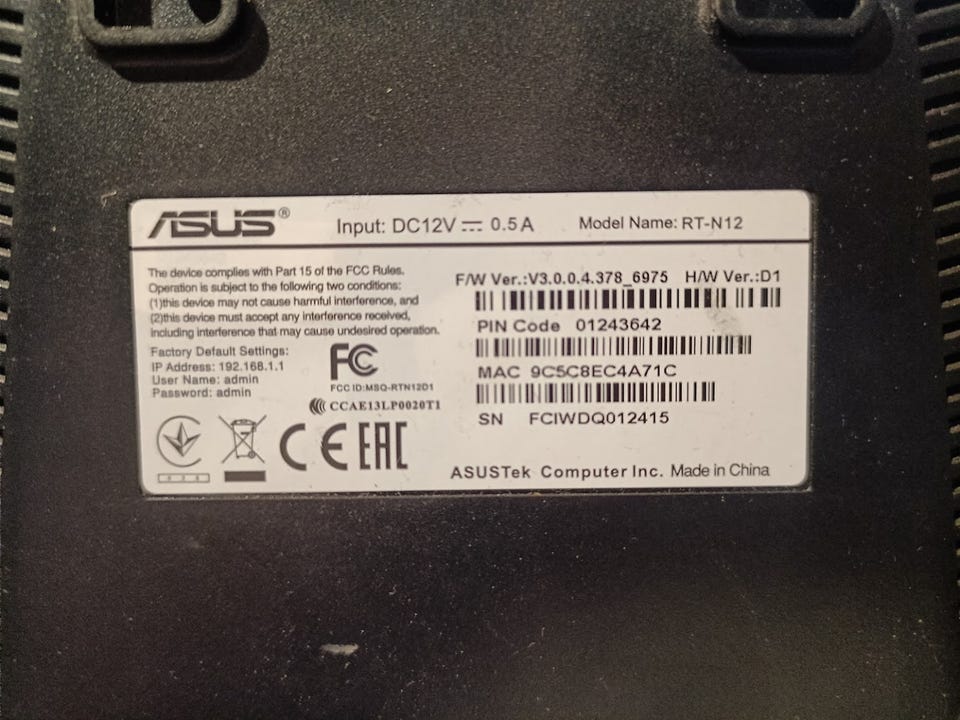 ASUS®
Input: DC12V ⎓ 0.5A
Model Name: RT-N12
The device complies with Part 15 of the FCC Rules.
Operation is subject to the following two conditions:
(1)this device may not cause harmful interference, and
(2)this device must accept any interference received,
including interference that may cause undesired operation.
Factory Default Settings:
IP Address: 192.168.1.1
User Name: admin
Password: admin
FC
FCC ID:MSQ-RTN12D1
CCAE13LP0020T1
CE EAC
F/W Ver.:V3.0.0.4.378_6975 H/W Ver.:D1
PIN Code 01243642
MAC 9C5C8EC4A71C
SN FCIWDQ012415
ASUSTek Computer Inc. Made in China